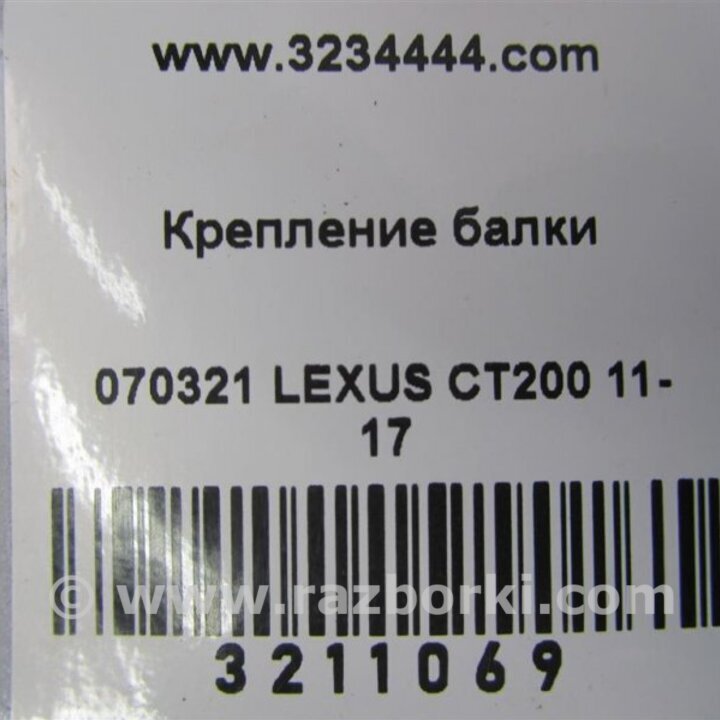 www.3234444.com
Крепление балки
070321 LEXUS CT200 11-
17
© www.razborki.com
3211069